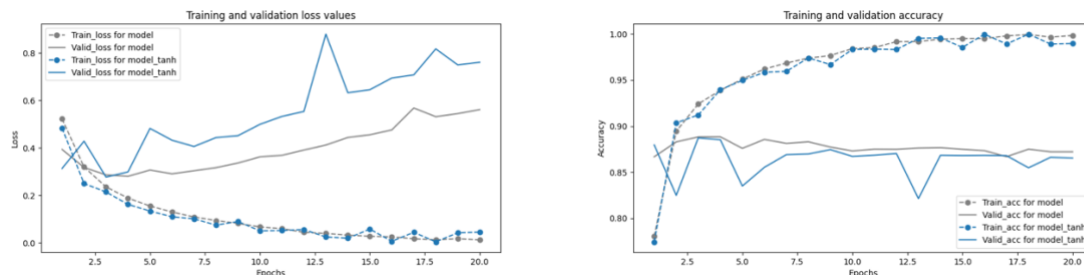 Training and validation loss values
Train_loss for model
Valid_loss for model
Train_loss for model_tanh
Valid_loss for model_tanh
Loss
0.8
0.6
0.4
0.2
0.0
2.5
5.0
7.5
10.0
12.5
15.0
17.5
20.0
Epochs
Training and validation accuracy
Accuracy
1.00
0.95
0.90
0.85
0.80
Train_acc for model
Valid_acc for model
Train_acc for model_tanh
Valid_acc for model_tanh
2.5
5.0
7.5
10.0
12.5
15.0
17.5
20.0
Epochs